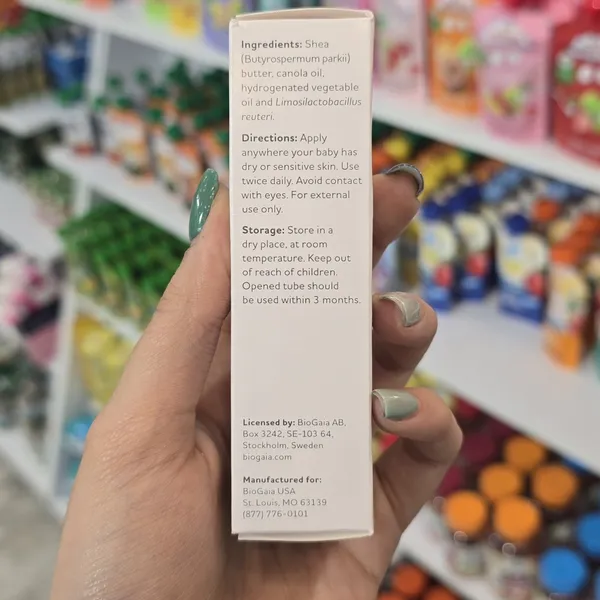 Ingredients: Shea
(Butyrospermum parkii)
butter, canola oil,
hydrogenated vegetable
oil and Limosilactobacillus
reuteri.
Directions: Apply
anywhere your baby has
dry or sensitive skin. Use
twice daily. Avoid contact
with eyes. For external
use only.
Storage: Store in a
dry place, at room
temperature. Keep out
of reach of children.
Opened tube should
be used within 3 months.
Licensed by: BioGaia AB,
Box 3242, SE-103 64,
Stockholm, Sweden
biogaia.com
Manufactured for:
BioGaia USA
St. Louis, MO 63139
(877) 776-0101